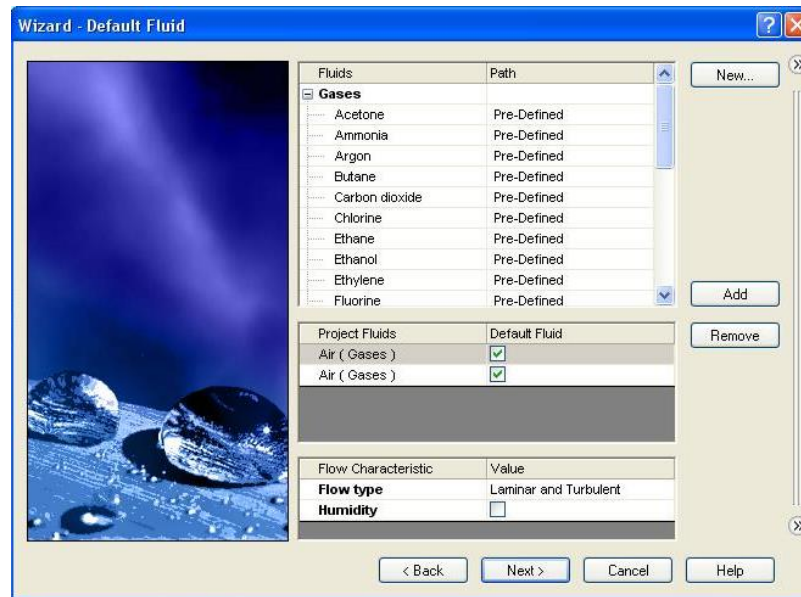 Wizard - Default Fluid
Fluids Path
Gases
Acetone Pre-Defined
Ammonia Pre-Defined
Argon Pre-Defined
Butane Pre-Defined
Carbon dioxide Pre-Defined
Chlorine Pre-Defined
Ethane Pre-Defined
Ethanol Pre-Defined
Ethylene Pre-Defined
Fluorine Pre-Defined
New...
Add
Project Fluids Default Fluid
Air ( Gases )
Air ( Gases )
Remove
Flow Characteristic Value
Flow type Laminar and Turbulent
Humidity
< Back Next > Cancel Help